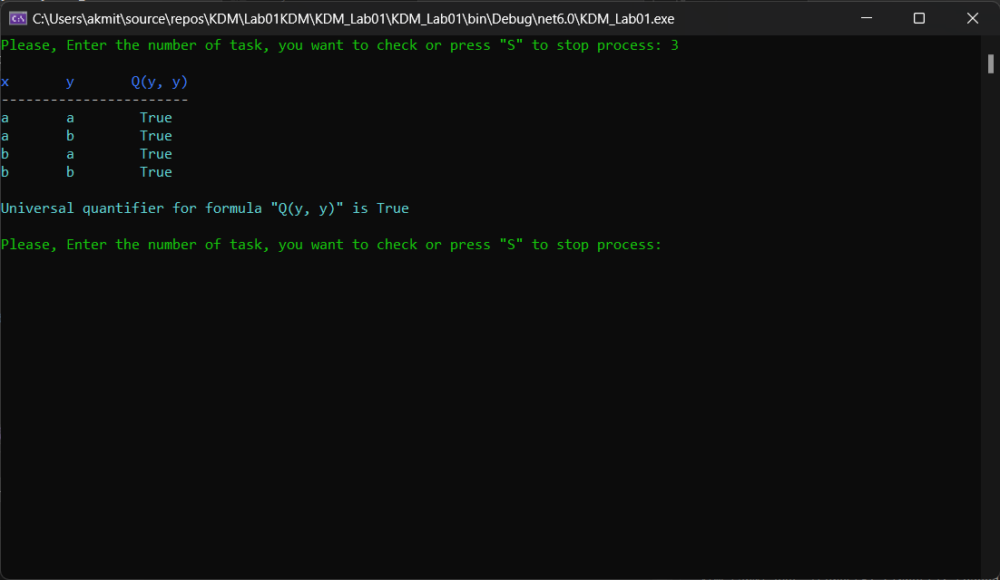 C:\Users\akmit\source\repos\KDM\Lab01KDM\KDM_Lab01\KDM_Lab01\bin\Debug\net6.0\KDM_Lab01.exe
Please, Enter the number of task, you want to check or press "S" to stop process: 3
x       y       Q(y, y)
-----------------------
a       a        True
a       b        True
b       a        True
b       b        True
Universal quantifier for formula "Q(y, y)" is True
Please, Enter the number of task, you want to check or press "S" to stop process: